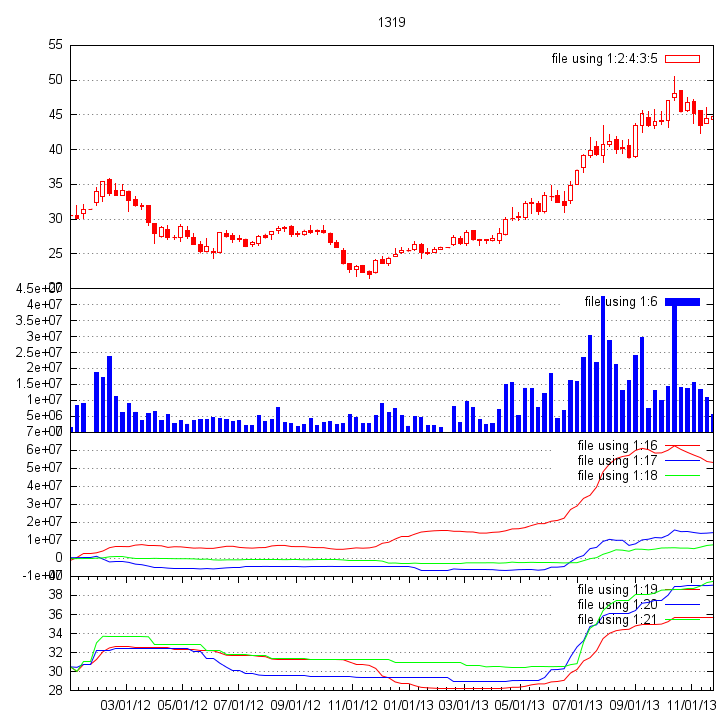 1319
55
file using 1:2:4:3:5
50
45
40
35
30
25
20
4.5e+07
file using 1:6
4e+07
3.5e+07
3e+07
2.5e+07
2e+07
1.5e+07
1e+07
5e+06
7e+07
file using 1:16
6e+07
file using 1:17
5e+07
file using 1:18
4e+07
3e+07
2e+07
1e+07
0
-1e+07
38
file using 1:19
file using 1:20
36
file using 1:21
34
32
30
28
03/01/12 05/01/12 07/01/12 09/01/12 11/01/12 01/01/13 03/01/13 05/01/13 07/01/13 09/01/13 11/01/13